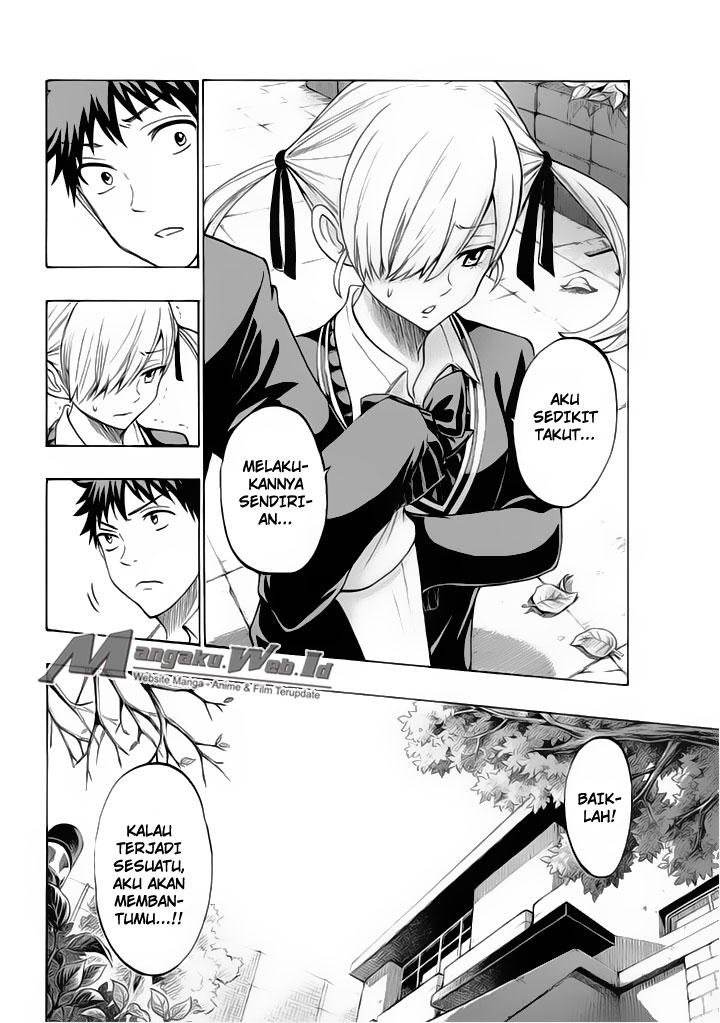 AKU
SEDIKIT
TAKUT...
MELAKU-
KANNYA
SENDIRI-
AN...
Mangaku.Web.Id
Website Manga - Anime & Film Terupdate
BAIK-
LAH!
KALAU
TERJADI
SESUATU,
AKU AKAN
MEMBAN-
TUMU...!!